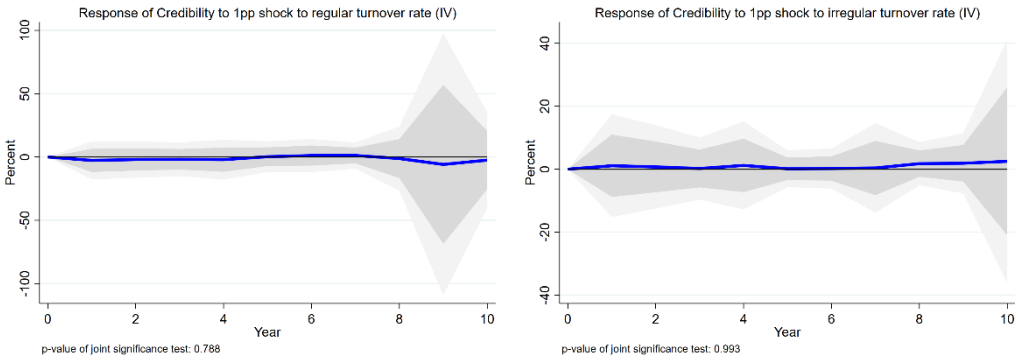 Response of Credibility to 1pp shock to regular turnover rate (IV)
100
50
0
-50
-100
Percent
0 2 4 6 8 10
Year
p-value of joint significance test: 0.788
Response of Credibility to 1pp shock to irregular turnover rate (IV)
40
20
0
-20
-40
Percent
0 2 4 6 8 10
Year
p-value of joint significance test: 0.993